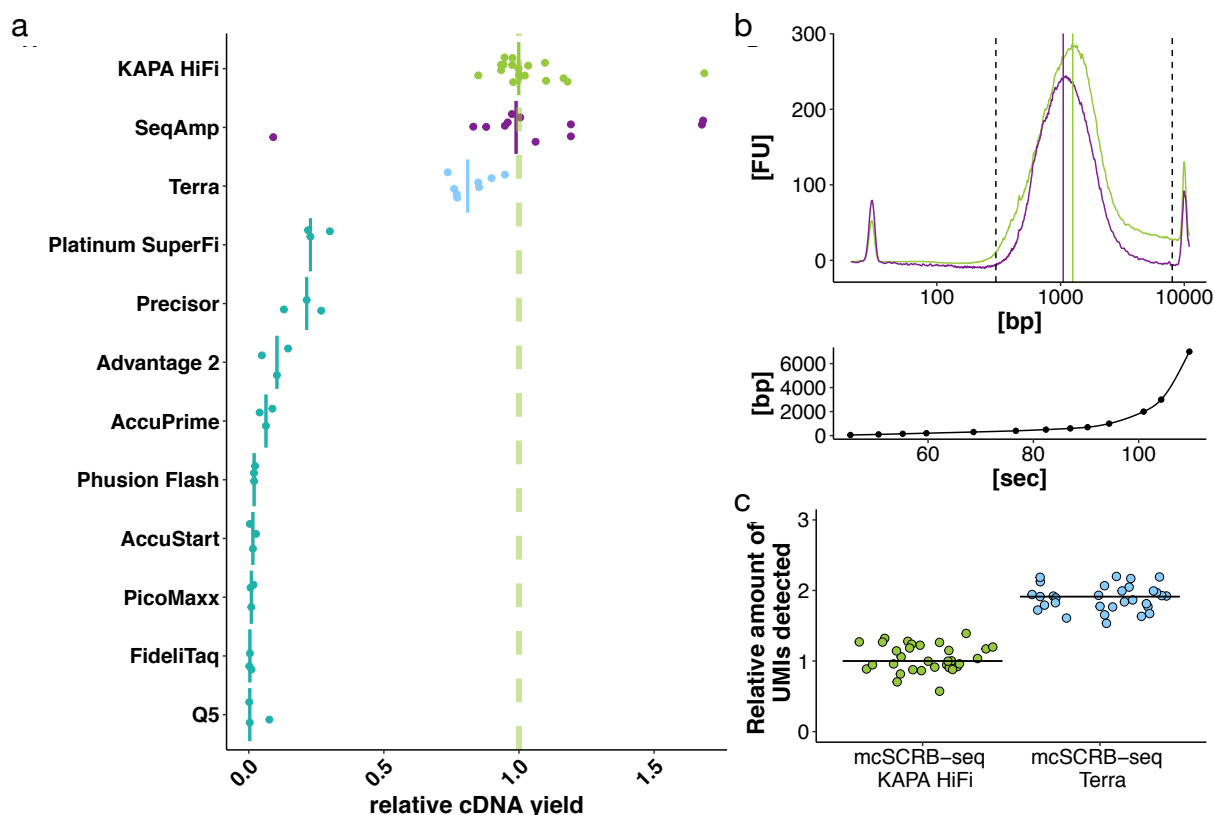 a
KAPA HiFi
SeqAmp
Terra
Platinum SuperFi
Precisor
Advantage 2
AccuPrime
Phusion Flash
AccuStart
PicoMaxx
FideliTaq
Q5
0.0
0.5
1.0
1.5
relative cDNA yield
b
300
200
100
0
[FU]
100
1000
10000
[bp]
6000
4000
2000
0
[bp]
60
80
100
[sec]
c
3
2
1
0
Relative amount of
UMIs detected
mcSCRB–seq
KAPA HiFi
mcSCRB–seq
Terra